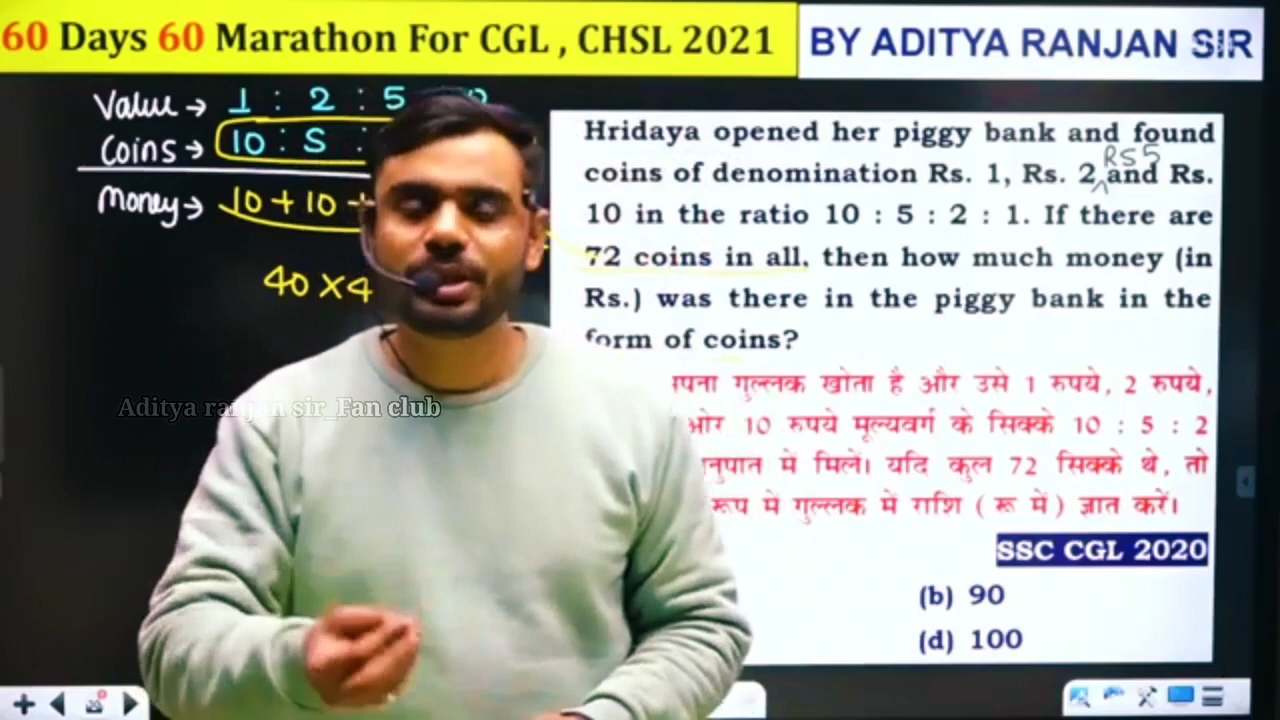 60 Days 60 Marathon For CGL , CHSL 2021
BY ADITYA RANJAN SIR
Value → 1 : 2 : 5
Coins → 10 : 5 :
Money → 10 + 10 +
40 × 4
Hridaya opened her piggy bank and found
RS 5
coins of denomination Rs. 1, Rs. 2 ^ and Rs.
10 in the ratio 10 : 5 : 2 : 1. If there are
72 coins in all, then how much money (in
Rs.) was there in the piggy bank in the
form of coins?
गुल्लक खोता है और उसे 1 रुपये, 2 रुपये,
ओर 10 रुपये मूल्यवर्ग के सिक्के 10 : 5 : 2
में मिलें। यदि कुल 72 सिक्के थे, तो
रूप में गुल्लक में राशि ( रू में ) ज्ञात करें।
SSC CGL 2020
(b) 90
(d) 100
Aditya ranjan sir_Fan club